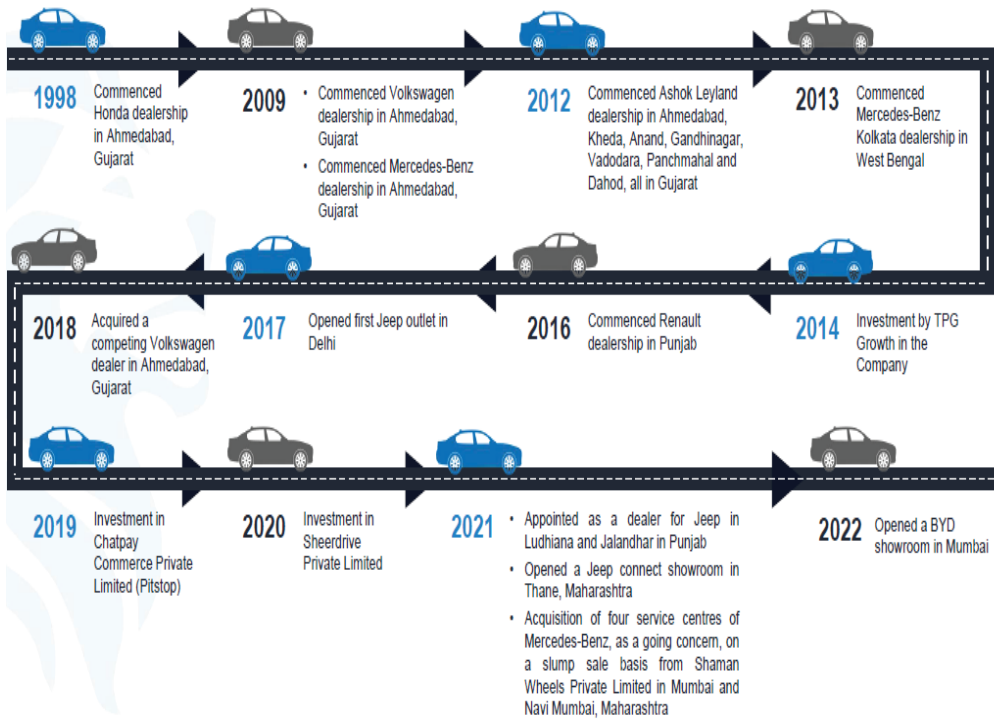 1998
Commenced
Honda dealership
in Ahmedabad,
Gujarat
2009
• Commenced Volkswagen
dealership in Ahmedabad,
Gujarat
• Commenced Mercedes-Benz
dealership in Ahmedabad,
Gujarat
2012
Commenced Ashok Leyland
dealership in Ahmedabad,
Kheda, Anand, Gandhinagar,
Vadodara, Panchmahal and
Dahod, all in Gujarat
2013
Commenced
Mercedes-Benz
Kolkata dealership in
West Bengal
2014
Investment by TPG
Growth in the
Company
2016
Commenced Renault
dealership in Punjab
2017
Opened first Jeep outlet in
Delhi
2018
Acquired a
competing Volkswagen
dealer in Ahmedabad,
Gujarat
2019
Investment in
Chatpay
Commerce Private
Limited (Pitstop)
2020
Investment in
Sheerdrive
Private Limited
2021
• Appointed as a dealer for Jeep in
Ludhiana and Jalandhar in Punjab
• Opened a Jeep connect showroom in
Thane, Maharashtra
• Acquisition of four service centres of
Mercedes-Benz, as a going concern, on
a slump sale basis from Shaman
Wheels Private Limited in Mumbai and
Navi Mumbai, Maharashtra
2022
Opened a BYD
showroom in Mumbai